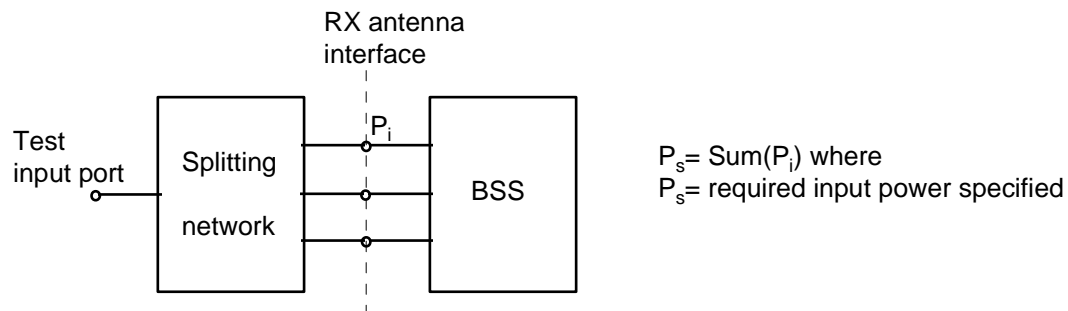 RX antenna
interface
P_i
Test
input port
Splitting
network
BSS
P_s= Sum(P_i) where
P_s= required input power specified